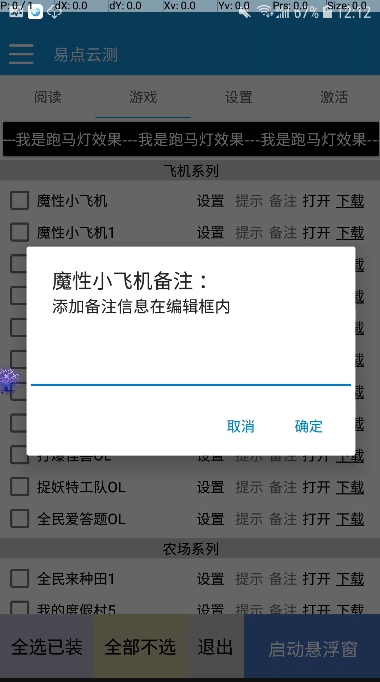 P: 0 / 1 dX: 0.0 dY: 0.0 Xv: 0.0 Yv: 0.0 Prs: 0.0 Size: 0.0
67% 12:12
易点云测
阅读 游戏 设置 激活
--我是跑马灯效果---我是跑马灯效果---我是跑马灯效果
飞机系列
魔性小飞机 设置 提示 备注 打开 下载
魔性小飞机1 设置 提示 备注 打开 下载
魔性小飞机备注：
添加备注信息在编辑框内
取消 确定
打爆怪兽OL 设置 提示 备注 打开 下载
捉妖特工队OL 设置 提示 备注 打开 下载
全民爱答题OL 设置 提示 备注 打开 下载
农场系列
全民来种田1 设置 提示 备注 打开 下载
我的度假村5 设置 提示 备注 打开 下载
全选已装 全部不选 退出 启动悬浮窗